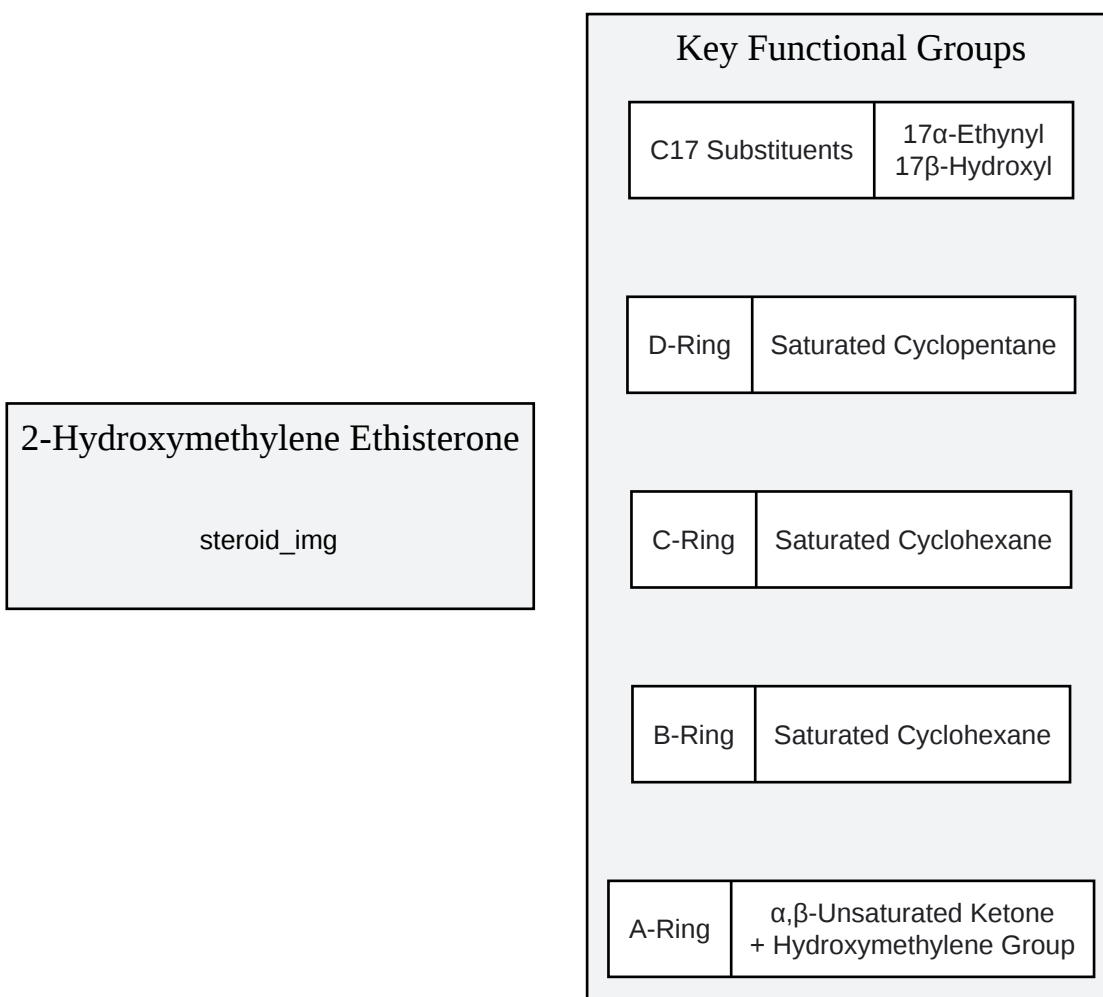 2-Hydroxymethylene Ethisterone
steroid_img
Key Functional Groups
C17 Substituents
17α-Ethynyl
17β-Hydroxyl
D-Ring
Saturated Cyclopentane
C-Ring
Saturated Cyclohexane
B-Ring
Saturated Cyclohexane
A-Ring
α,β-Unsaturated Ketone
+ Hydroxymethylene Group